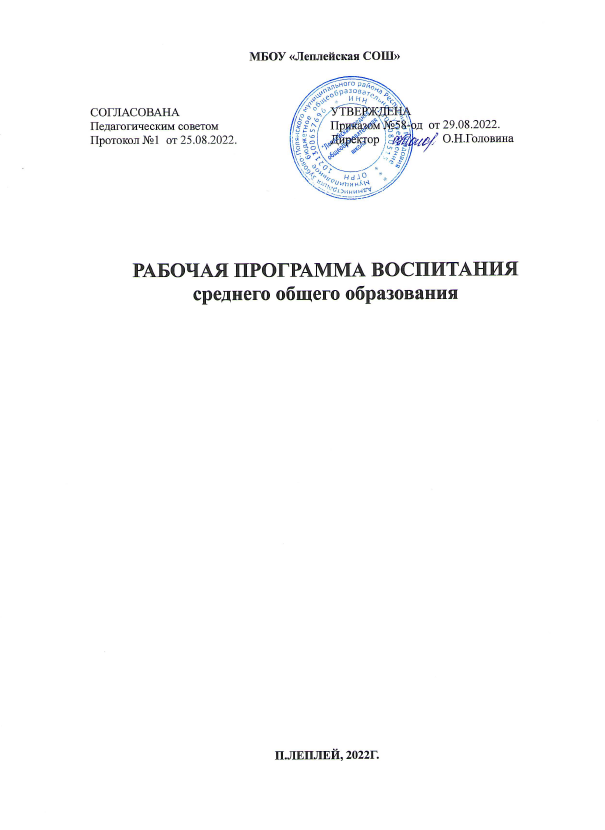 МБОУ «Леплейская СОШ»
СОГЛАСОВАНА
Педагогическим советом
Протокол №1 от 25.08.2022.
УТВЕРЖДЕНА
Приказом №58-од от 29.08.2022.
Директор О.Н.Головина
РАБОЧАЯ ПРОГРАММА ВОСПИТАНИЯ
среднего общего образования
П.ЛЕПЛЕЙ, 2022Г.